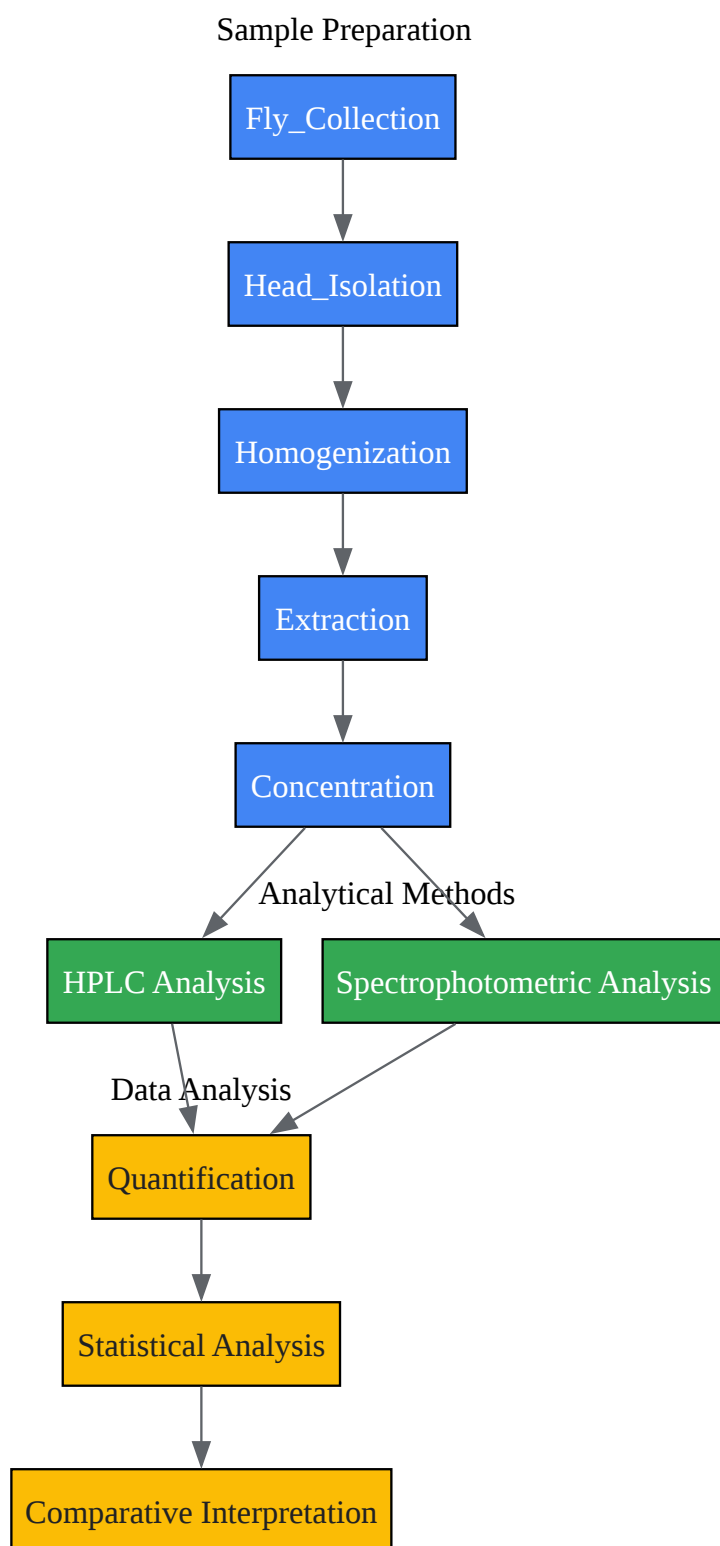 Sample Preparation
Fly_Collection
Head_Isolation
Homogenization
Extraction
Concentration
Analytical Methods
HPLC Analysis
Spectrophotometric Analysis
Data Analysis
Quantification
Statistical Analysis
Comparative Interpretation